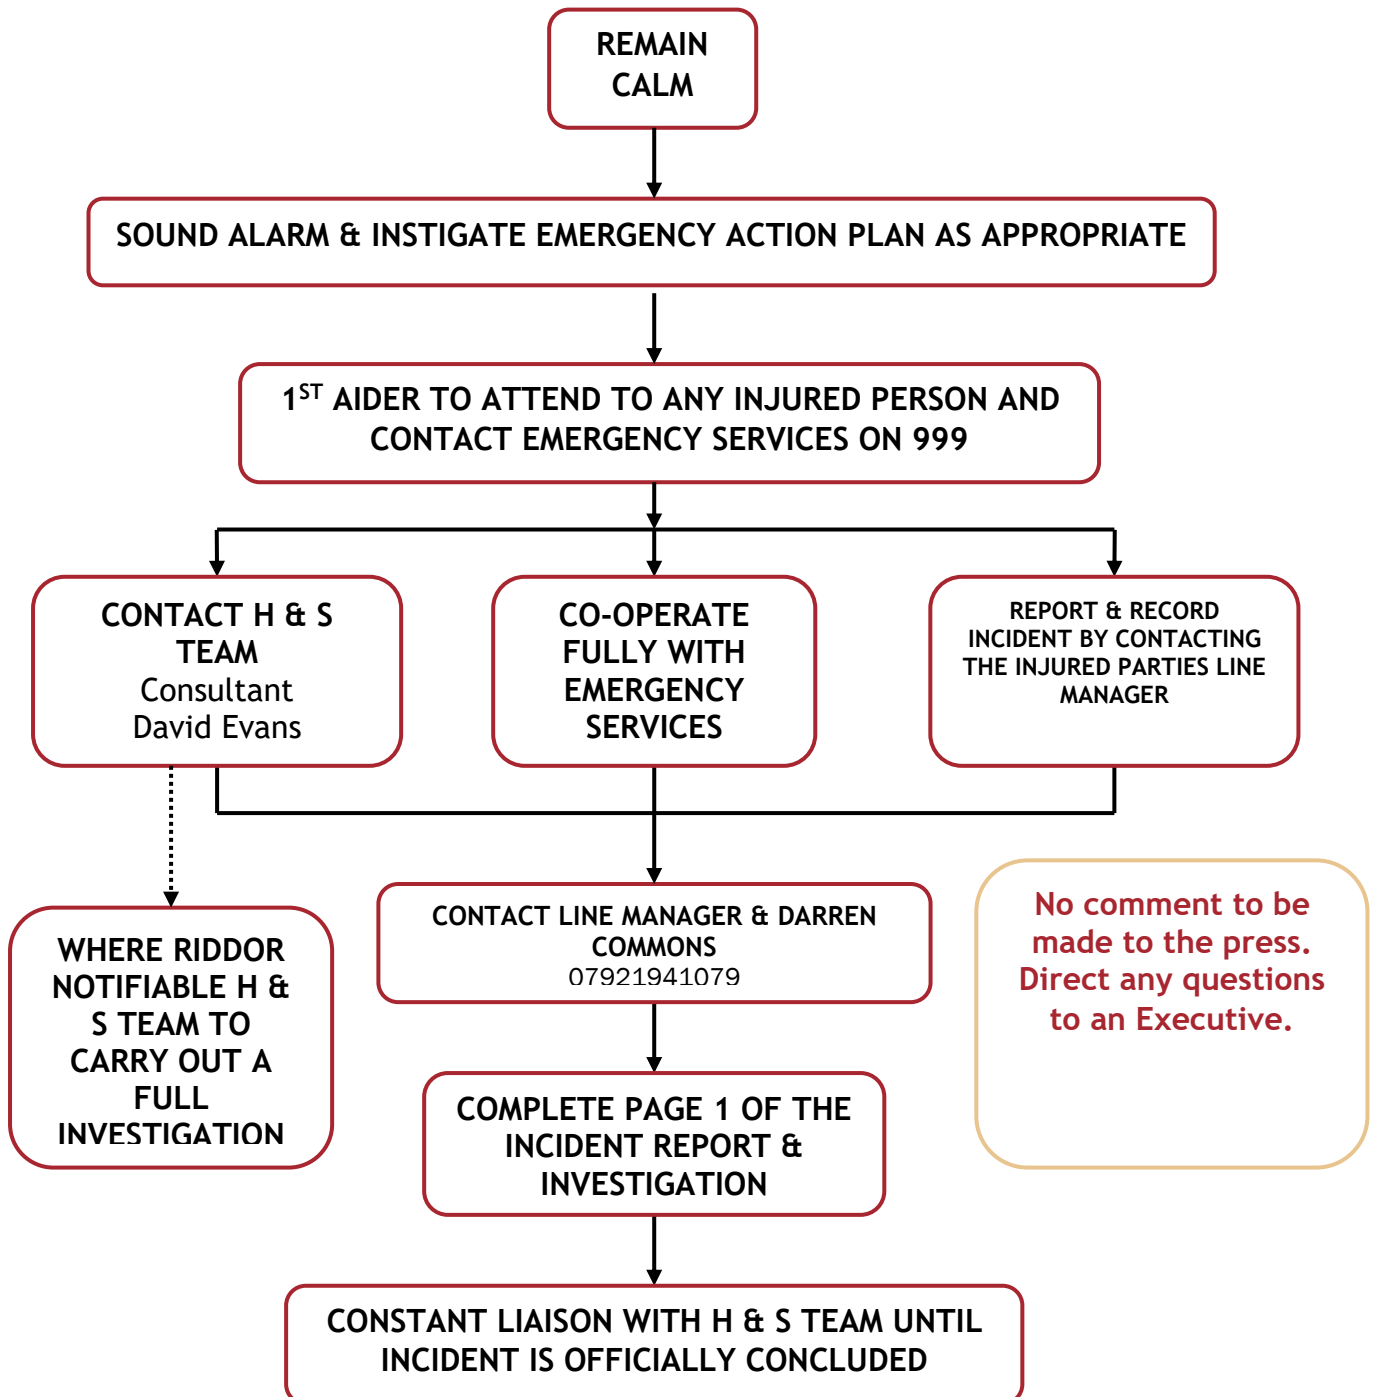 REMAIN
CALM
SOUND ALARM & INSTIGATE EMERGENCY ACTION PLAN AS APPROPRIATE
1ST AIDER TO ATTEND TO ANY INJURED PERSON AND
CONTACT EMERGENCY SERVICES ON 999
CONTACT H & S
TEAM
Consultant
David Evans
CO-OPERATE
FULLY WITH
EMERGENCY
SERVICES
REPORT & RECORD
INCIDENT BY CONTACTING
THE INJURED PARTIES LINE
MANAGER
WHERE RIDDOR
NOTIFIABLE H &
S TEAM TO
CARRY OUT A
FULL
INVESTIGATION
CONTACT LINE MANAGER & DARREN
COMMONS
07921941079
No comment to be
made to the press.
Direct any questions
to an Executive.
COMPLETE PAGE 1 OF THE
INCIDENT REPORT &
INVESTIGATION
CONSTANT LIAISON WITH H & S TEAM UNTIL
INCIDENT IS OFFICIALLY CONCLUDED